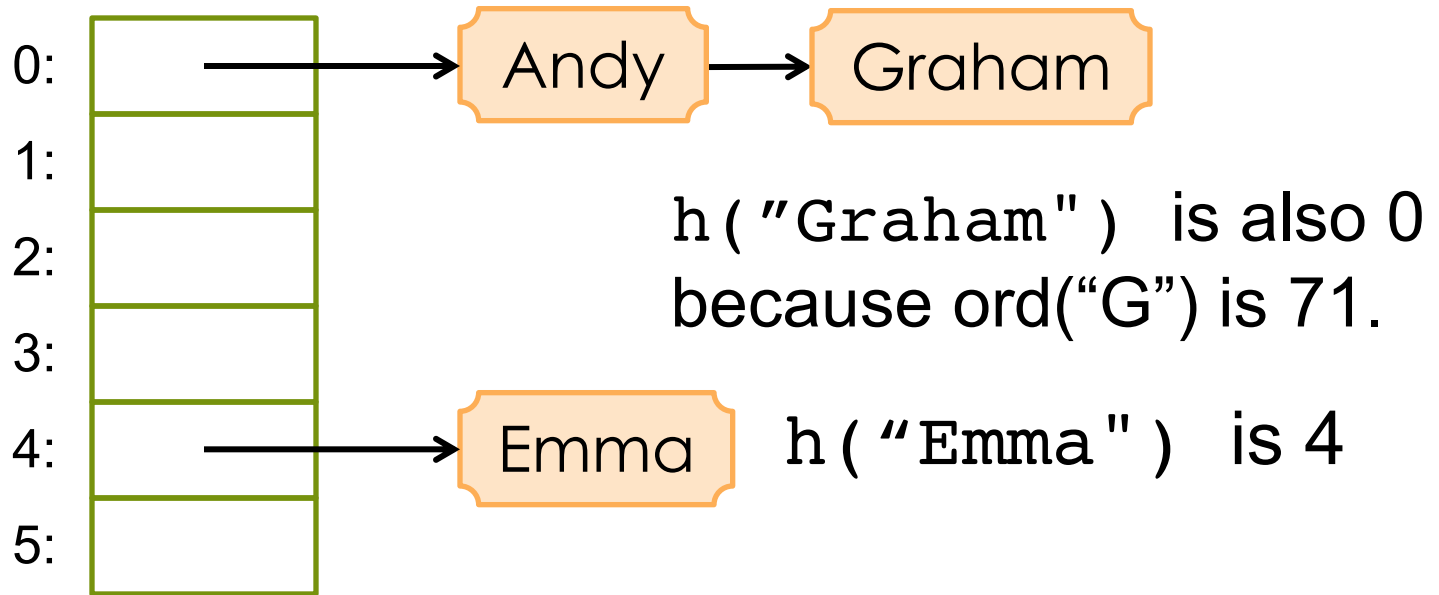 0: Andy Graham
1:
h(”Graham") is also 0
2:
because ord(“G”) is 71.
3:
4: Emma h(“Emma") is 4
5: